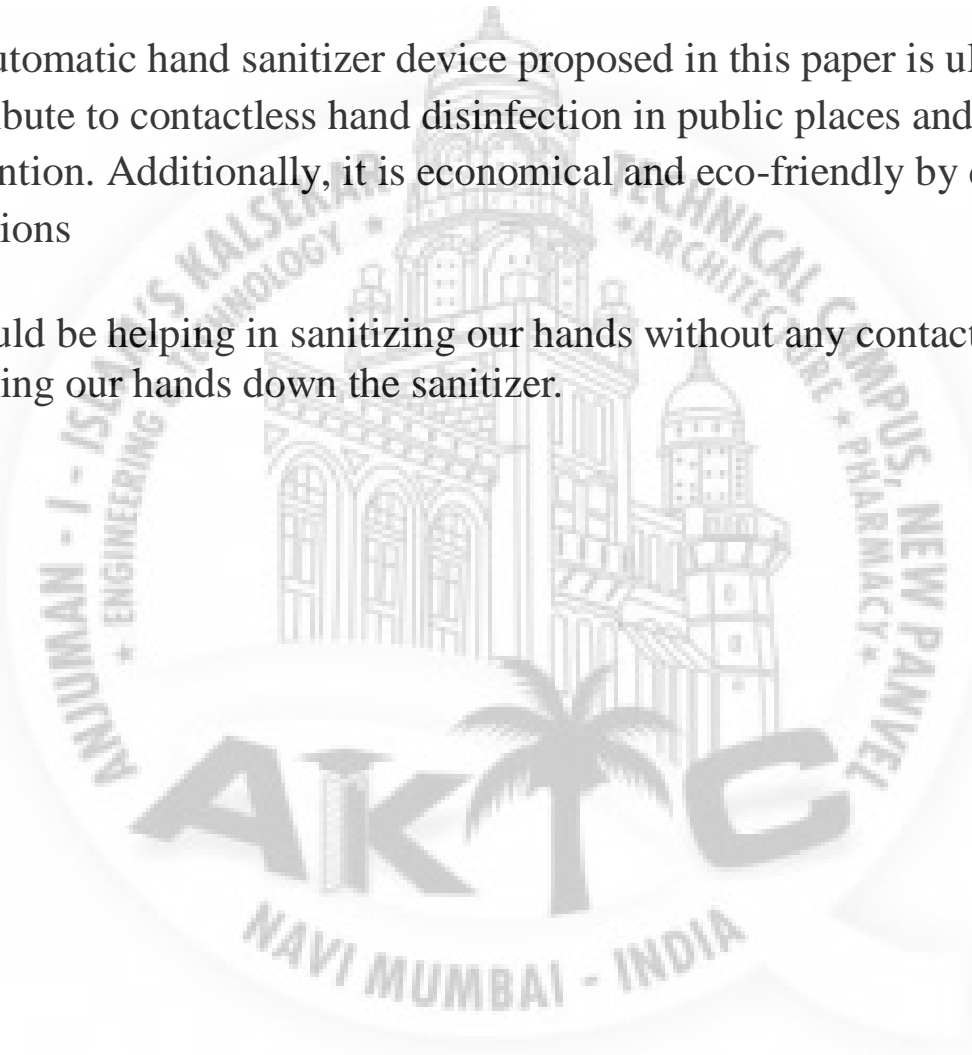 utomatic hand sanitizer device proposed in this paper is ul
ibute to contactless hand disinfection in public places and
ntion. Additionally, it is economical and eco-friendly by
ions
uld be helping in sanitizing our hands without any contact
ing our hands down the sanitizer.
ANJUMAN - I - ISLAM'S KALSEKAR TECHNICAL CAMPUS, NEW PANVEL
* ENGINEERING & TECHNOLOGY * *ARCHITECTURE * PHARMACY*
AKTC
NAVI MUMBAI - INDIA